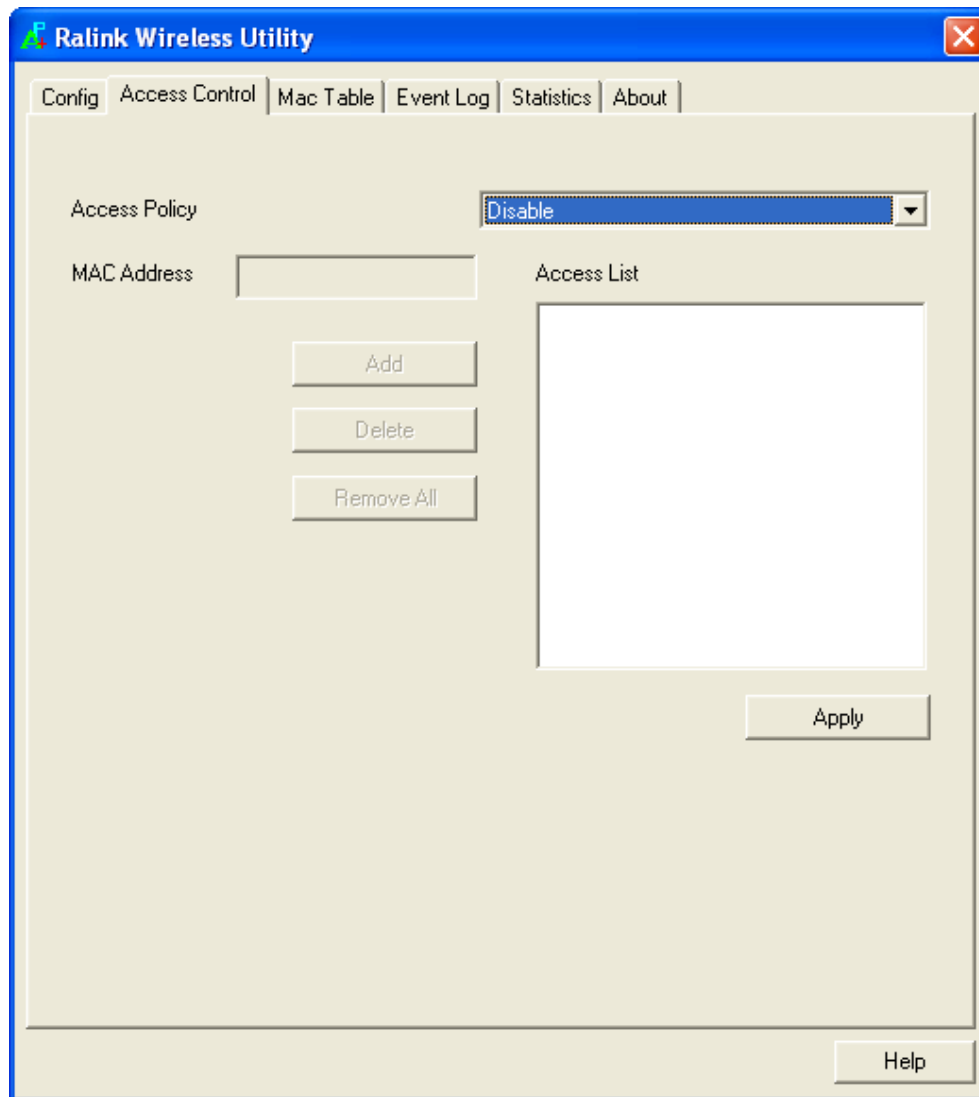 Ralink Wireless Utility
Config Access Control Mac Table Event Log Statistics About
Access Policy Disable
MAC Address Access List
Add
Delete
Remove All
Apply
Help